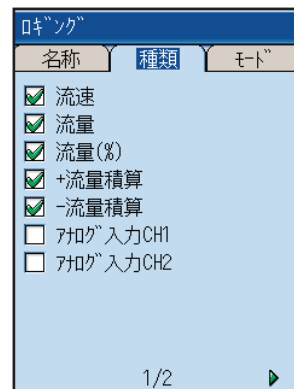 ﾛｷﾞﾝｸﾞ
名称 種類 ﾓｰﾄﾞ
流速
流量
流量(%)
+流量積算
-流量積算
ｱﾅﾛｸﾞ入力CH1
ｱﾅﾛｸﾞ入力CH2
1/2